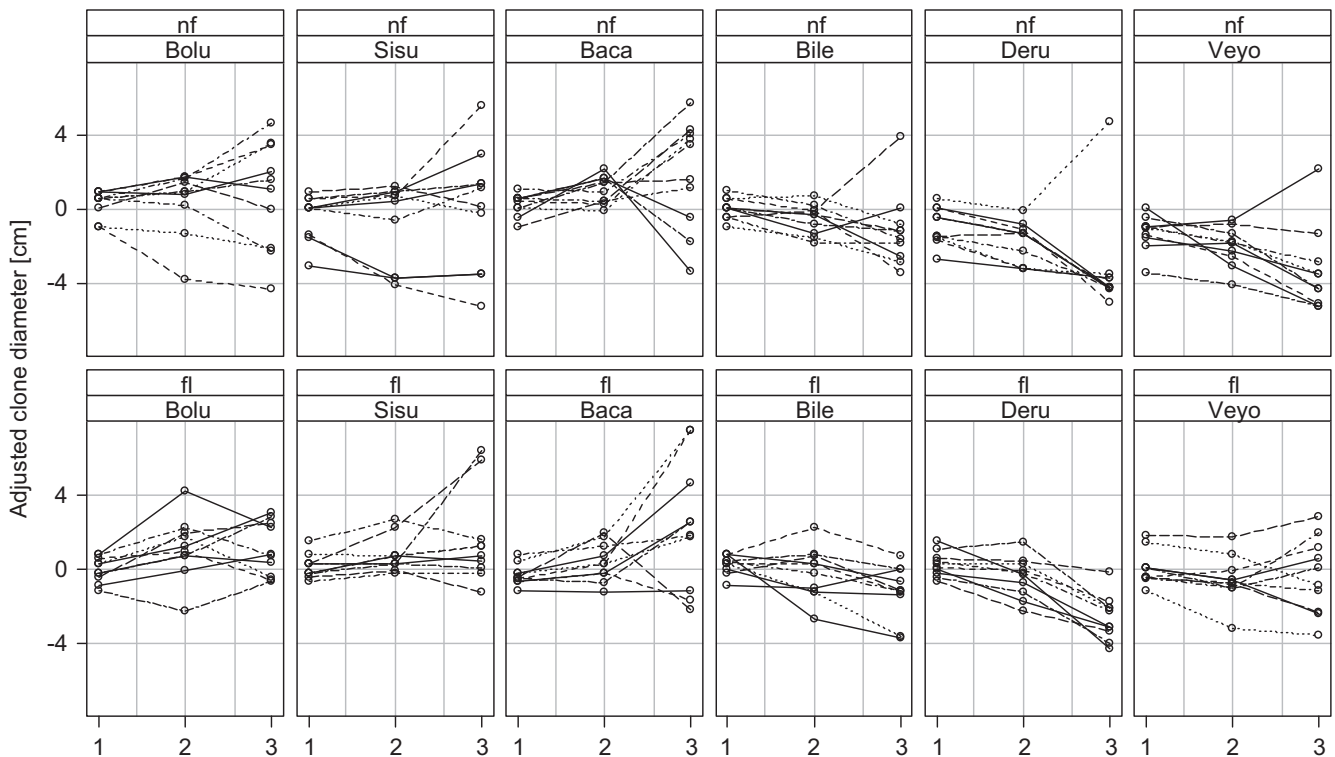 nf nf nf nf nf nf
Bolu Sisu Baca Bile Deru Veyo
4
0
-4
fl fl fl fl fl fl
Bolu Sisu Baca Bile Deru Veyo
4
0
-4
1 2 3 1 2 3 1 2 3 1 2 3 1 2 3 1 2 3
Adjusted clone diameter [cm]